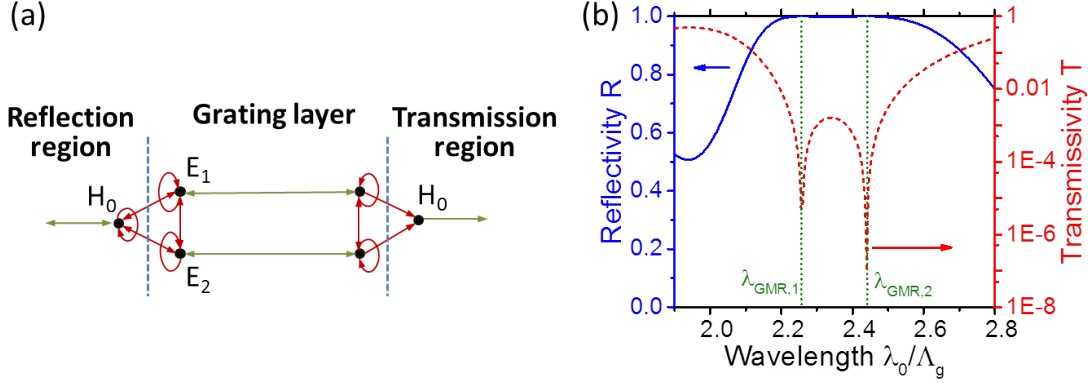 (a)
Reflection region
Grating layer
Transmission region
H₀
E₁
E₂
H₀
(b)
Reflectivity R
1.0
0.8
0.6
0.4
0.2
0.0
λGMR,1
λGMR,2
2.0 2.2 2.4 2.6 2.8
Wavelength λ₀/Λg
1
0.01
1E-4
1E-6
1E-8
Transmissivity T